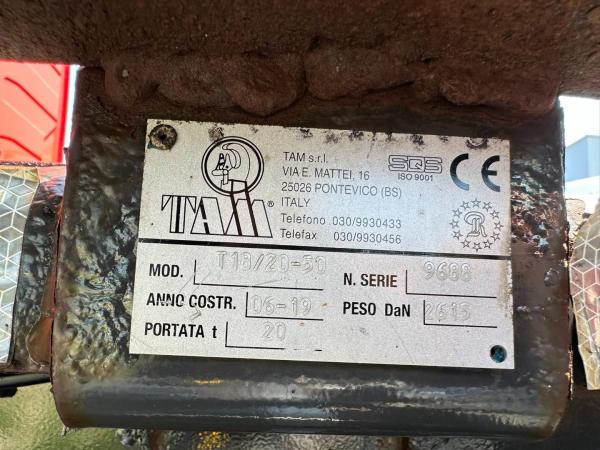 TAM®
TAM s.r.l.
VIA E. MATTEI, 16
25026 PONTEVICO (BS)
ITALY
Telefono 030/9930433
Telefax 030/9930456
SQS
ISO 9001
CE
MOD. T18/20-50
N. SERIE 9688
ANNO COSTR. 06-19
PESO DaN 2615
PORTATA t 20